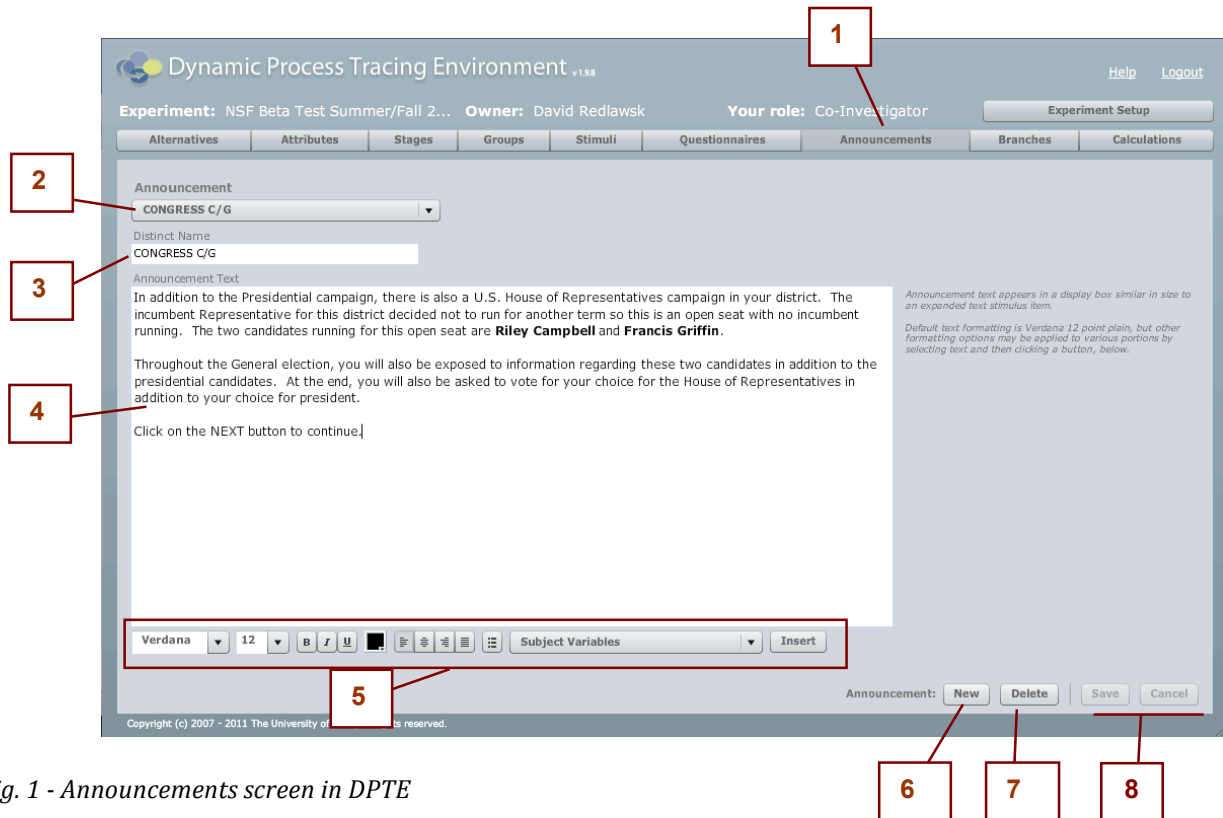 1
Dynamic Process Tracing Environment v1.9.8
Help Logout
Experiment: NSF Beta Test Summer/Fall 2... Owner: David Redlawsk Your role: Co-Investigator Experiment Setup
Alternatives Attributes Stages Groups Stimuli Questionnaires Announcements Branches Calculations
2
Announcement
CONGRESS C/G
Distinct Name
CONGRESS C/G
3
Announcement Text
In addition to the Presidential campaign, there is also a U.S. House of Representatives campaign in your district. The
incumbent Representative for this district decided not to run for another term so this is an open seat with no incumbent
running. The two candidates running for this open seat are Riley Campbell and Francis Griffin.
Throughout the General election, you will also be exposed to information regarding these two candidates in addition to the
presidential candidates. At the end, you will also be asked to vote for your choice for the House of Representatives in
addition to your choice for president.
Click on the NEXT button to continue.
Announcement text appears in a display box similar in size to
an expanded text stimulus item.
Default text formatting is Verdana 12
point plain, but other
formatting options may be applied to
various portions by
selecting text and then clicking a button, below.
4
Verdana 12 B I U Subject Variables Insert
5
Announcement: New Delete Save Cancel
Copyright (c) 2007 - 2011 The University of ts reserved.
6 7 8
g. 1 - Announcements screen in DPTE